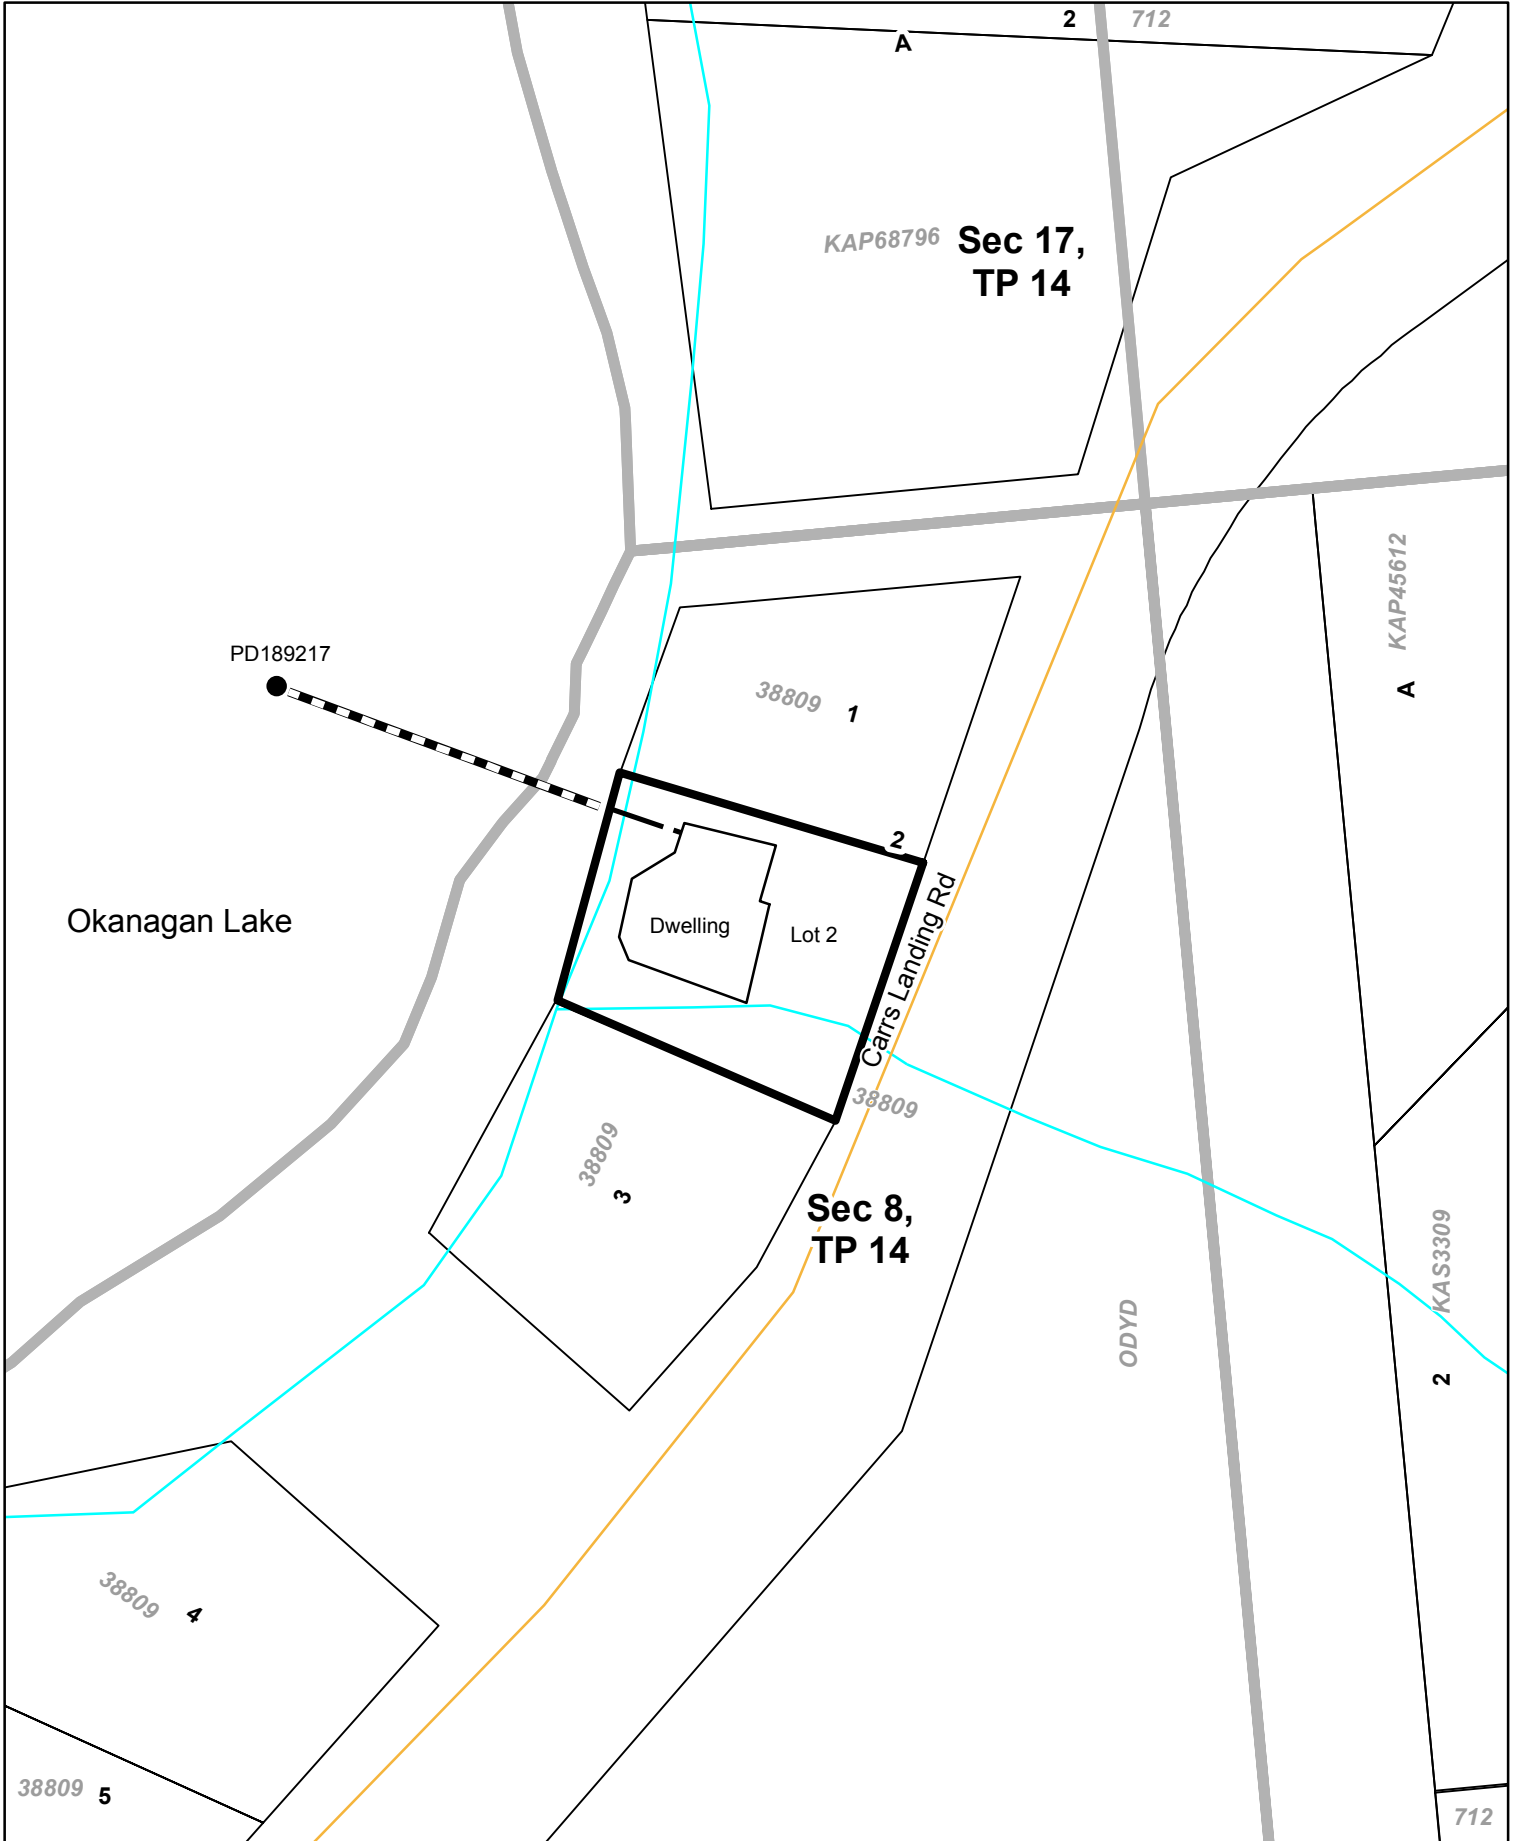 2 712
A
KAP68796
Sec 17,
TP 14
KAP45612
A
PD189217
38809 1
2
Okanagan Lake
Dwelling
Lot 2
Carrs Landing Rd
38809
38809
3
Sec 8,
TP 14
KAS3309
2
ODYD
38809 4
38809 5
712